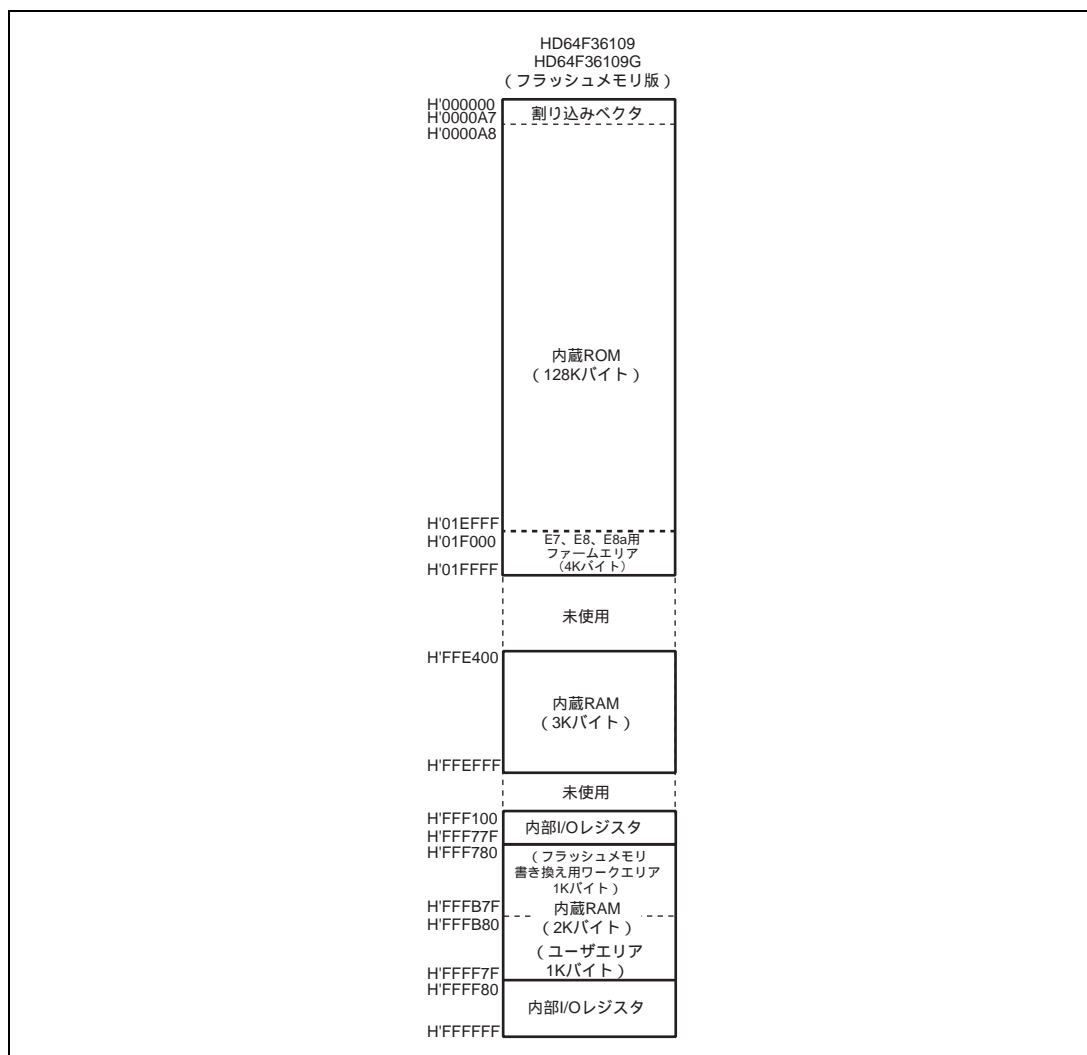 HD64F36109
HD64F36109G
（フラッシュメモリ版）
H'000000
割り込みベクタ
H'0000A7
H'0000A8
内蔵ROM
（128Kバイト）
H'01EFFF
H'01F000
E7、E8、E8a用
ファームエリア
（4Kバイト）
H'01FFFF
未使用
H'FFE400
内蔵RAM
（3Kバイト）
H'FFEFFF
未使用
H'FFF100
内部I/Oレジスタ
H'FFF77F
H'FFF780
（フラッシュメモリ
書き換え用ワークエリア
1Kバイト）
H'FFFB7F
内蔵RAM
H'FFFB80
（2Kバイト）
（ユーザエリア
1Kバイト）
H'FFFF7F
H'FFFF80
内部I/Oレジスタ
H'FFFFFF